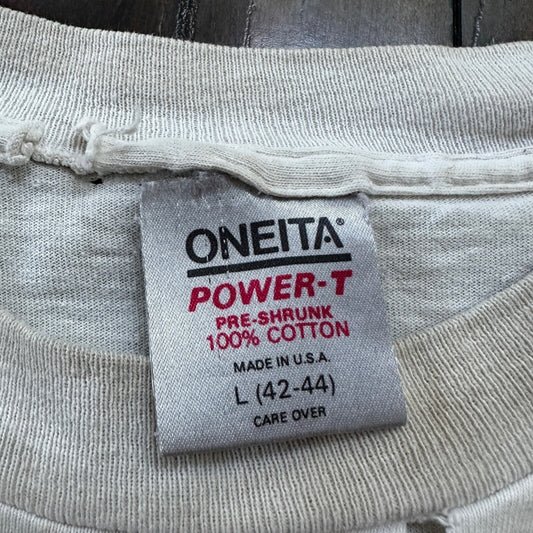 ONEITA®
POWER-T
PRE-SHRUNK
100% COTTON
MADE IN U.S.A.
L (42-44)
CARE OVER